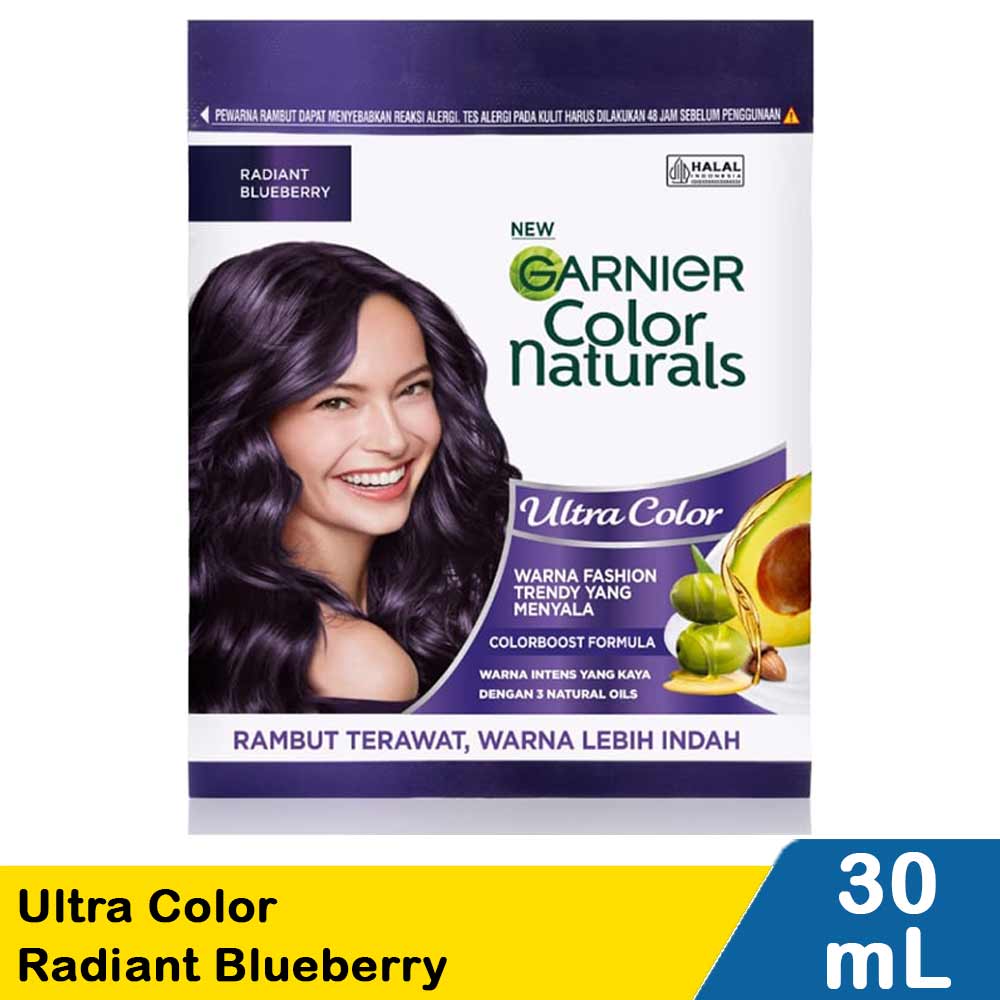 PEWARNA RAMBUT DAPAT MENYEBABKAN REAKSI ALERGI. TES ALERGI PADA KULIT HARUS DILAKUKAN 48 JAM SEBELUM PENGGUNAAN
RADIANT
BLUEBERRY
HALAL
INDONESIA
NEW
GARNIER
Color
Naturals
Ultra Color
WARNA FASHION
TRENDY YANG
MENYALA
COLORBOOST FORMULA
WARNA INTENS YANG KAYA
DENGAN 3 NATURAL OILS
RAMBUT TERAWAT, WARNA LEBIH INDAH
Ultra Color
Radiant Blueberry
30
mL